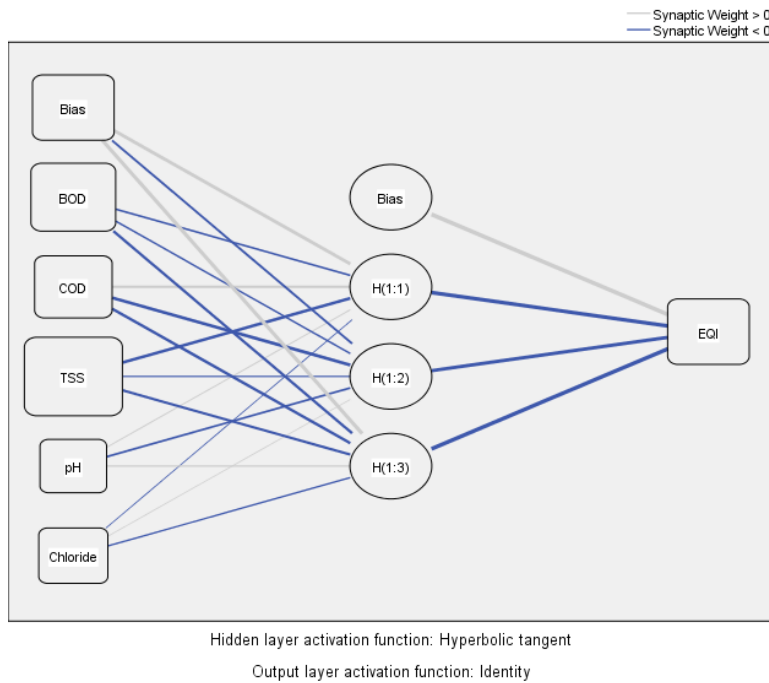 Synaptic Weight > 0
Synaptic Weight < 0
Bias
BOD
COD
TSS
pH
Chloride
Bias
H(1:1)
H(1:2)
H(1:3)
EQI
Hidden layer activation function: Hyperbolic tangent
Output layer activation function: Identity